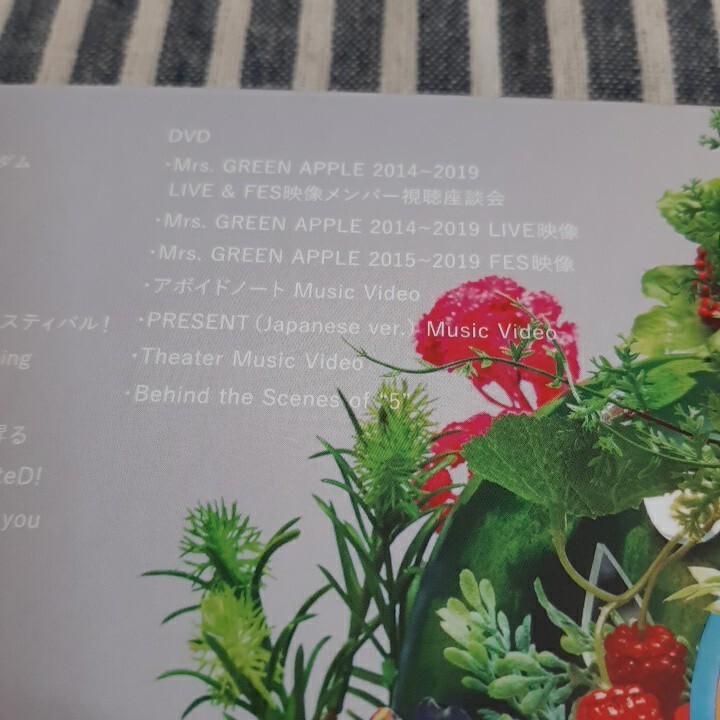 ダム
スティバル！
昇る
teD!
you
DVD
・Mrs. GREEN APPLE 2014~2019
LIVE & FES映像メンバー視聴座談会
・Mrs. GREEN APPLE 2014~2019 LIVE映像
・Mrs. GREEN APPLE 2015~2019 FES映像
・アボイドノート Music Video
・PRESENT (Japanese ver.) Music Video
・Theater Music Video
・Behind the Scenes of "5"